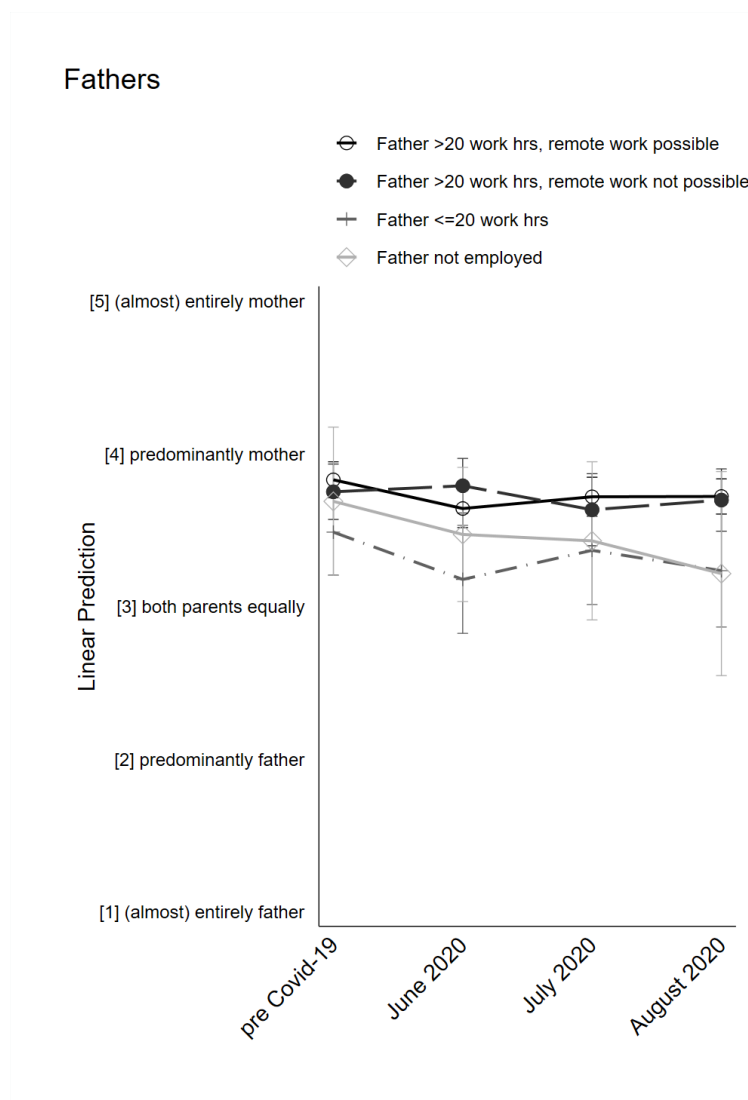 Fathers
Father >20 work hrs, remote work possible
Father >20 work hrs, remote work not possible
Father <=20 work hrs
Father not employed
[5] (almost) entirely mother
[4] predominantly mother
Linear Prediction
[3] both parents equally
[2] predominantly father
[1] (almost) entirely father
pre Covid-19
June 2020
July 2020
August 2020